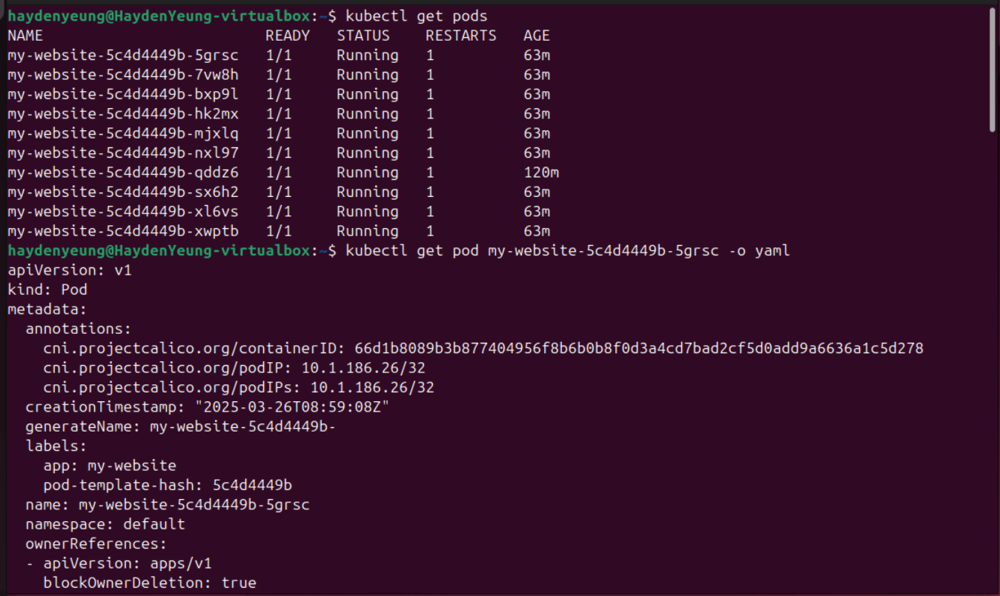 haydenyeung@HaydenYeung-virtualbox:~$ kubectl get pods
NAME                         READY   STATUS    RESTARTS   AGE
my-website-5c4d4449b-5grsc   1/1     Running   1          63m
my-website-5c4d4449b-7vw8h   1/1     Running   1          63m
my-website-5c4d4449b-bxp9l   1/1     Running   1          63m
my-website-5c4d4449b-hk2mx   1/1     Running   1          63m
my-website-5c4d4449b-mjxlq   1/1     Running   1          63m
my-website-5c4d4449b-nxl97   1/1     Running   1          63m
my-website-5c4d4449b-qddz6   1/1     Running   1          120m
my-website-5c4d4449b-sx6h2   1/1     Running   1          63m
my-website-5c4d4449b-xl6vs   1/1     Running   1          63m
my-website-5c4d4449b-xwptb   1/1     Running   1          63m
haydenyeung@HaydenYeung-virtualbox:~$ kubectl get pod my-website-5c4d4449b-5grsc -o yaml
apiVersion: v1
kind: Pod
metadata:
  annotations:
    cni.projectcalico.org/containerID: 66d1b8089b3b877404956f8b6b0b8f0d3a4cd7bad2cf5d0add9a6636a1c5d278
    cni.projectcalico.org/podIP: 10.1.186.26/32
    cni.projectcalico.org/podIPs: 10.1.186.26/32
  creationTimestamp: "2025-03-26T08:59:08Z"
  generateName: my-website-5c4d4449b-
  labels:
    app: my-website
    pod-template-hash: 5c4d4449b
  name: my-website-5c4d4449b-5grsc
  namespace: default
  ownerReferences:
  - apiVersion: apps/v1
    blockOwnerDeletion: true